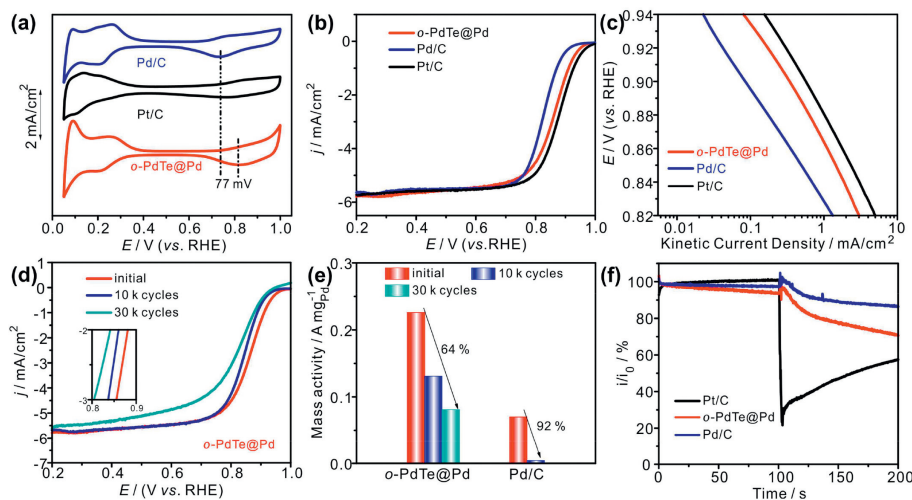 (a)
Pd/C
Pt/C
o-PdTe@Pd
77 mV
2 mA/cm²
0.0 0.2 0.4 0.6 0.8 1.0
E / V (vs. RHE)
(b)
o-PdTe@Pd
Pd/C
Pt/C
0
-2
-4
-6
j / mA/cm²
0.2 0.4 0.6 0.8 1.0
E / V (vs.RHE)
(c)
0.94
0.92
0.90
0.88
0.86
0.84
0.82
E / V (vs. RHE)
o-PdTe@Pd
Pd/C
Pt/C
0.01 0.1 1 10
Kinetic Current Density / mA/cm²
(d)
initial
10 k cycles
30 k cycles
1
0
-1
-2
-3
-4
-5
-6
-7
j / mA/cm²
-2
-3
0.8 0.9
o-PdTe@Pd
0.2 0.4 0.6 0.8 1.0
E / (V vs. RHE)
(e)
initial 10 k cycles
30 k cycles
0.3
0.2
0.1
0.0
Mass activity / A mg⁻¹Pd
64 %
92 %
o-PdTe@Pd Pd/C
(f)
100
80
60
40
20
0
i/i₀ / %
Pt/C
o-PdTe@Pd
Pd/C
0 50 100 150 200
Time / s